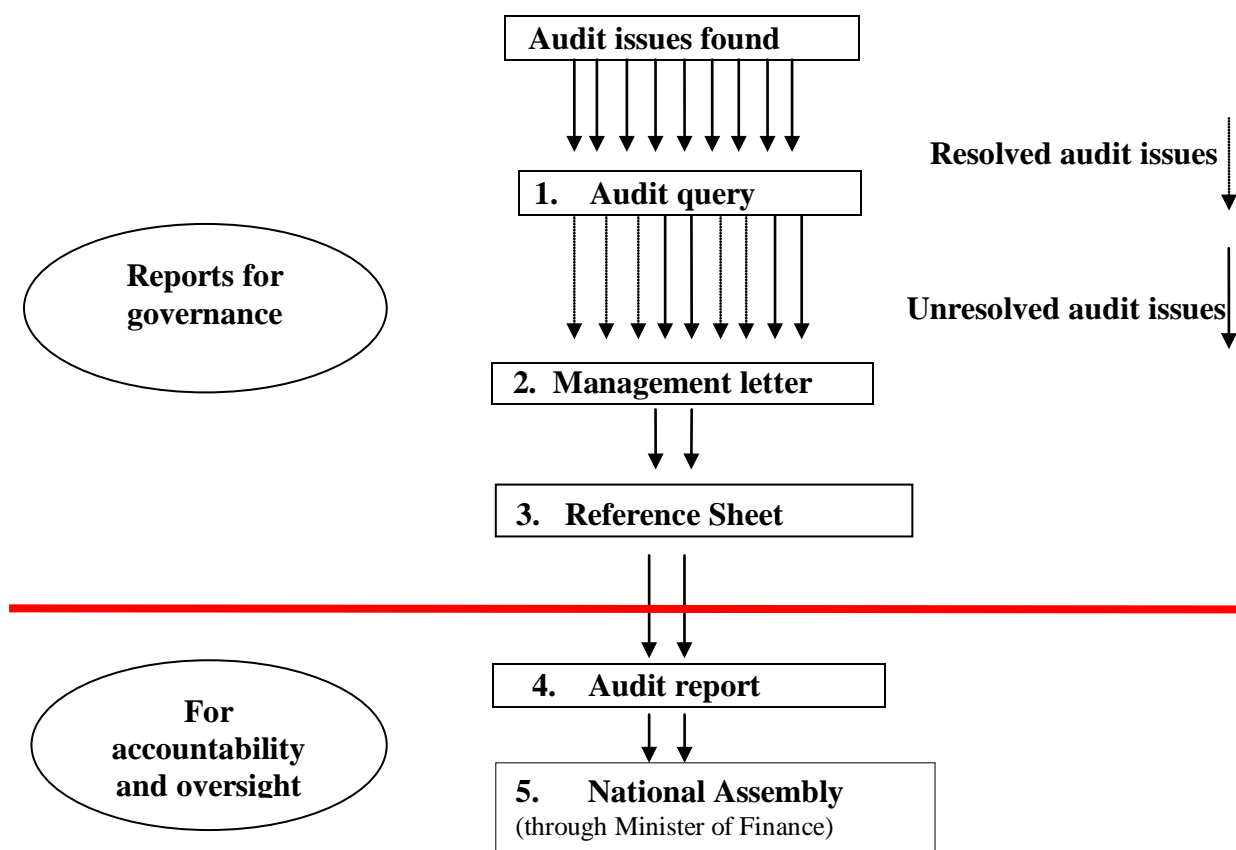 Audit issues found
Resolved audit issues
1. Audit query
Reports for
governance
Unresolved audit issues
2. Management letter
3. Reference Sheet
4. Audit report
For
accountability
and oversight
5. National Assembly
(through Minister of Finance)